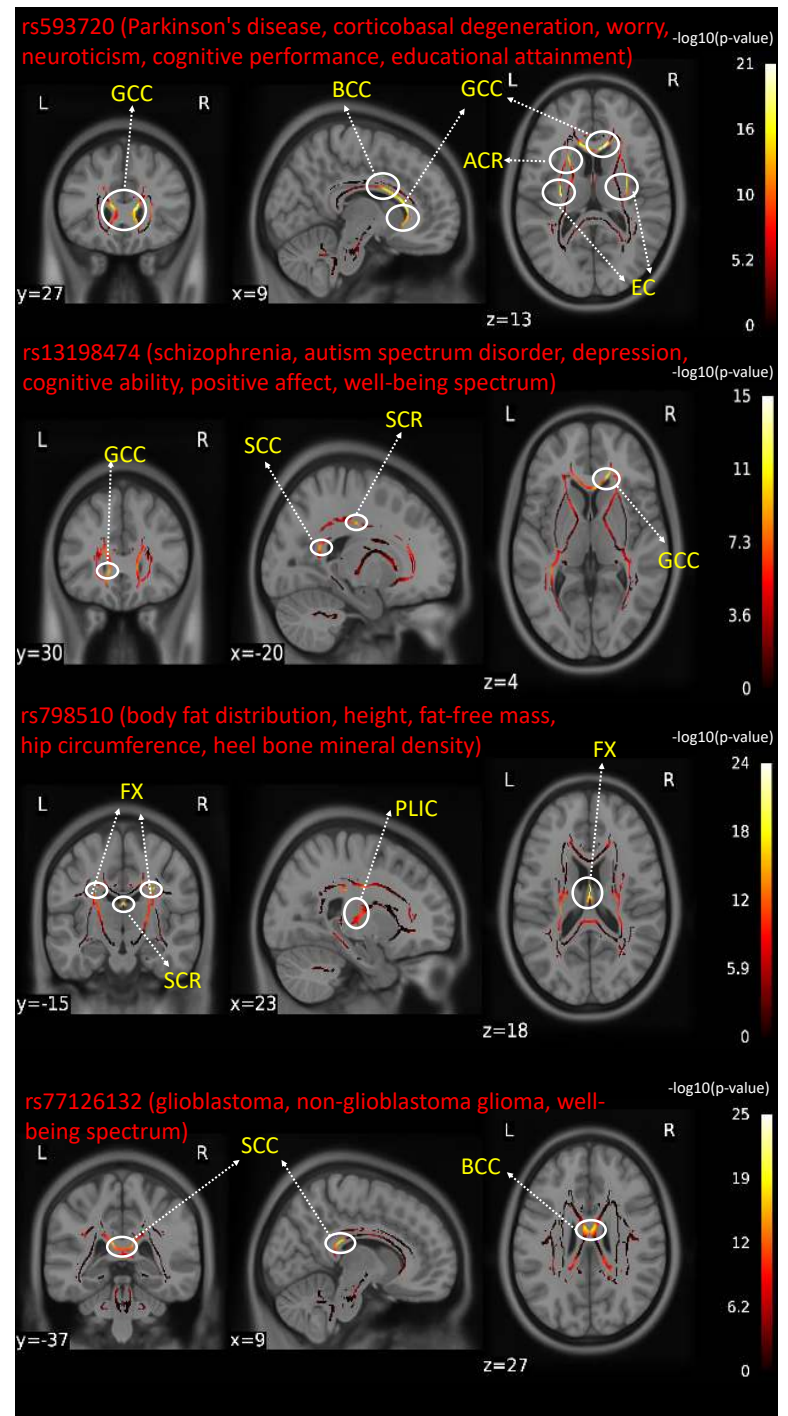 rs593720 (Parkinson's disease, corticobasal degeneration, worry,
neuroticism, cognitive performance, educational attainment)
-log10(p-value)
L R
GCC
BCC
GCC
L R
ACR
EC
y=27
x=9
z=13
21
16
10
5.2
0
rs13198474 (schizophrenia, autism spectrum disorder, depression,
cognitive ability, positive affect, well-being spectrum)
-log10(p-value)
L R
GCC
SCC
SCR
L R
GCC
y=30
x=-20
z=4
15
11
7.3
3.6
0
rs798510 (body fat distribution, height, fat-free mass,
hip circumference, heel bone mineral density)
-log10(p-value)
L R
FX
SCR
PLIC
FX
L R
y=-15
x=23
z=18
24
18
12
5.9
0
rs77126132 (glioblastoma, non-glioblastoma glioma, well-
being spectrum)
-log10(p-value)
L R
SCC
BCC
L R
y=-37
x=9
z=27
25
19
12
6.2
0